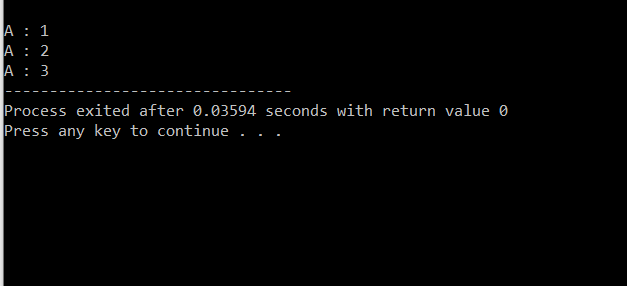 A : 1
A : 2
A : 3
--------------------------------
Process exited after 0.03594 seconds with return value 0
Press any key to continue . . .